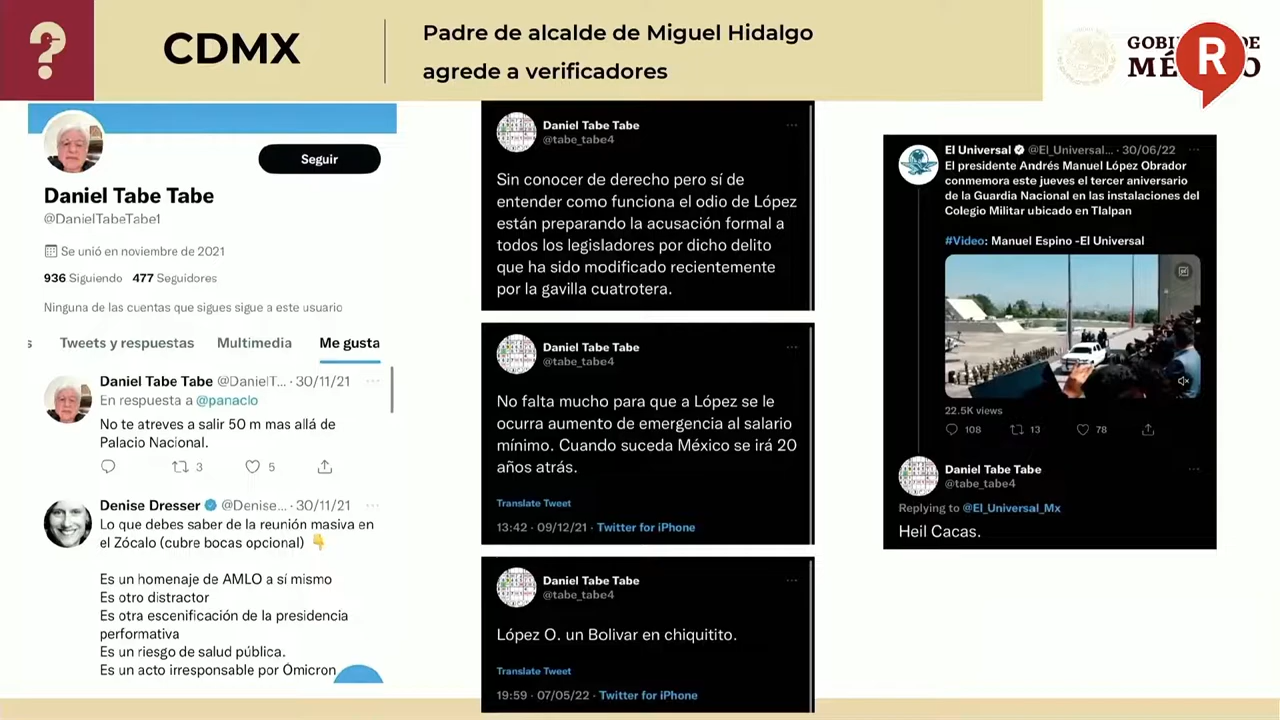 ?
CDMX
Padre de alcalde de Miguel Hidalgo
agrede a verificadores
R
Seguir
Daniel Tabe Tabe
@DanielTabeTabe1
Se unió en noviembre de 2021
936 Siguiendo 477 Seguidores
Ninguna de las cuentas que sigues sigue a este usuario
s Tweets y respuestas Multimedia Me gusta
Daniel Tabe Tabe @DanielT... · 30/11/21 ...
En respuesta a @panaclo
No te atreves a salir 50 m mas allá de
Palacio Nacional.
3 5
Denise Dresser @Denise... · 30/11/21 ...
Lo que debes saber de la reunión masiva en
el Zócalo (cubre bocas opcional) 👇
Es un homenaje de AMLO a sí mismo
Es otro distractor
Es otra escenificación de la presidencia
performativa
Es un riesgo de salud pública.
Es un acto irresponsable por Omicron
Daniel Tabe Tabe ...
@tabe_tabe4
Sin conocer de derecho pero sí de
entender como funciona el odio de López
están preparando la acusación formal a
todos los legisladores por dicho delito
que ha sido modificado recientemente
por la gavilla cuatrotera.
Daniel Tabe Tabe ...
@tabe_tabe4
No falta mucho para que a López se le
ocurra aumento de emergencia al salario
mínimo. Cuando suceda México se irá 20
años atrás.
Translate Tweet
13:42 · 09/12/21 · Twitter for iPhone
Daniel Tabe Tabe ...
@tabe_tabe4
López O. un Bolivar en chiquitito.
Translate Tweet
19:59 · 07/05/22 · Twitter for iPhone
El Universal @El_Universal... · 30/06/22 ...
El presidente Andrés Manuel López Obrador
conmemora este jueves el tercer aniversario
de la Guardia Nacional en las instalaciones del
Colegio Militar ubicado en Tlalpan
#Video: Manuel Espino -El Universal
22.5K views
108 13 78
Daniel Tabe Tabe ...
@tabe_tabe4
Replying to @El_Universal_Mx
Heil Cacas.